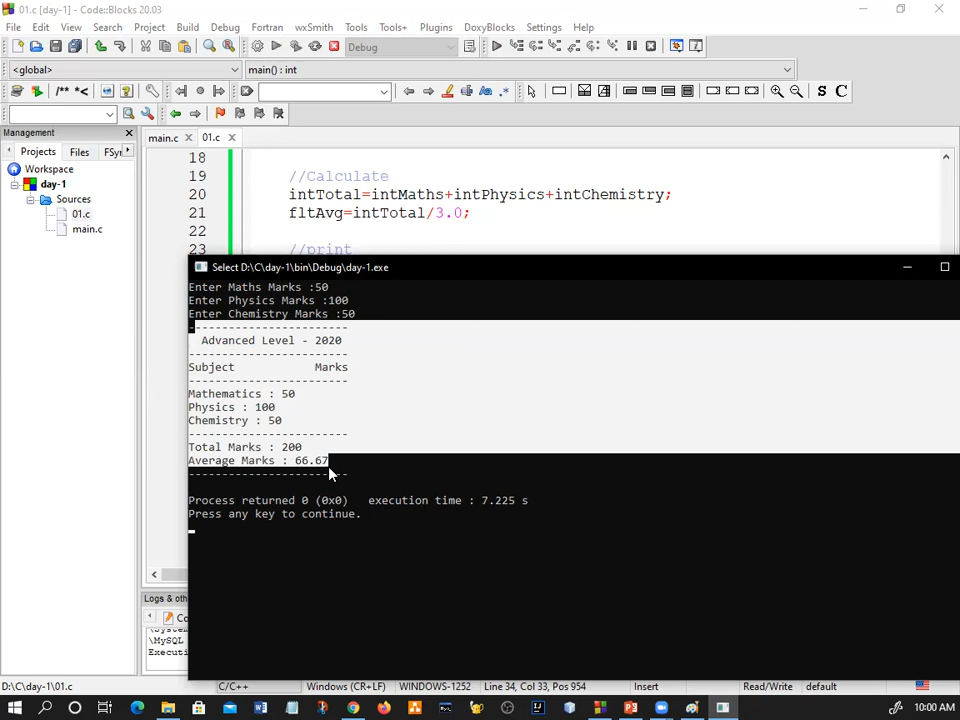 01.c [day-1] - Code::Blocks 20.03
File Edit View Search Project Build Debug Fortran wxSmith Tools Tools+ Plugins DoxyBlocks Settings Help
Debug
<global> main() : int
/** *< Aa .* S C
Management
Projects Files FSyn
main.c 01.c
Workspace
day-1
Sources
01.c
main.c
18
19 //Calculate
20 intTotal=intMaths+intPhysics+intChemistry;
21 fltAvg=intTotal/3.0;
22
23 //print
Select D:\C\day-1\bin\Debug\day-1.exe
Enter Maths Marks :50
Enter Physics Marks :100
Enter Chemistry Marks :50
------------------------
Advanced Level - 2020
------------------------
Subject Marks
------------------------
Mathematics : 50
Physics : 100
Chemistry : 50
------------------------
Total Marks : 200
Average Marks : 66.67
------------------------
Process returned 0 (0x0) execution time : 7.225 s
Press any key to continue.
Logs & oth
\MySQL
Executi
D:\C\day-1\01.c C/C++ Windows (CR+LF) WINDOWS-1252 Line 34, Col 33, Pos 954 Insert Read/Write default
10:00 AM